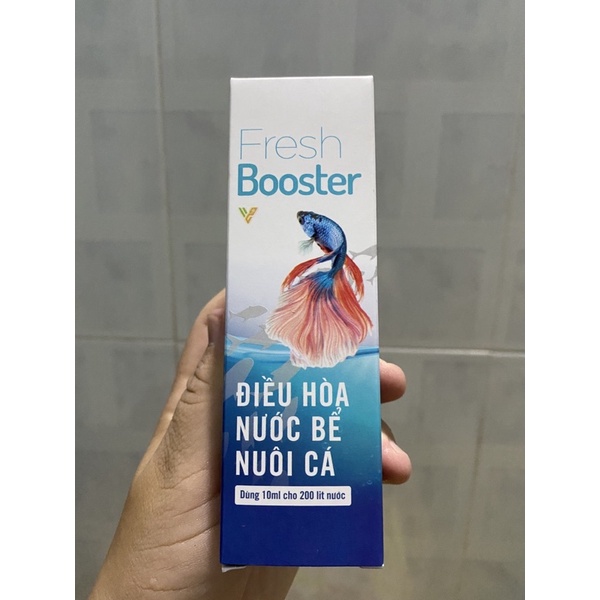 Fresh
Booster
ĐIỀU HÒA
NƯỚC BỂ
NUÔI CÁ
Dùng 10ml cho 200 lít nước